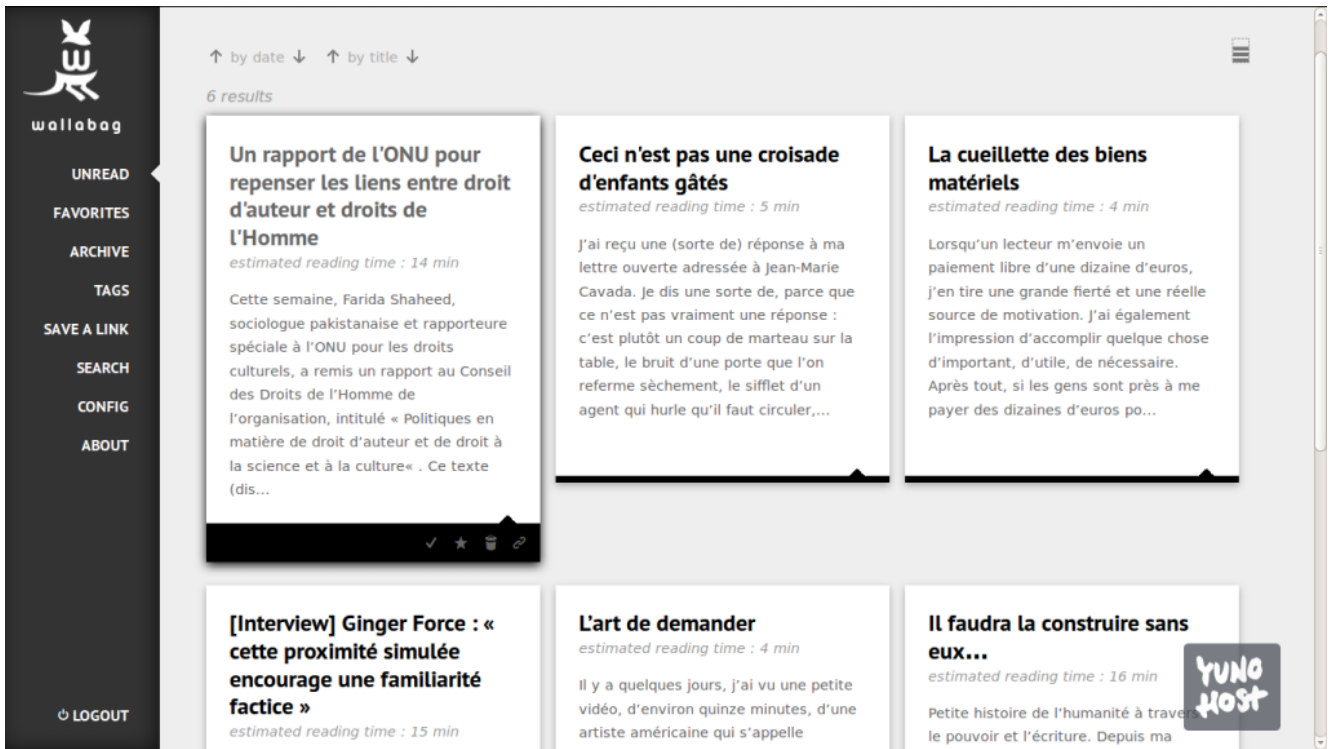 wallabag
UNREAD
FAVORITES
ARCHIVE
TAGS
SAVE A LINK
SEARCH
CONFIG
ABOUT
LOGOUT
by date by title
6 results
Un rapport de l'ONU pour
repenser les liens entre droit
d'auteur et droits de
l'Homme
estimated reading time : 14 min
Cette semaine, Farida Shaheed,
sociologue pakistanaise et rapporteure
spéciale à l’ONU pour les droits
culturels, a remis un rapport au Conseil
des Droits de l’Homme de
l’organisation, intitulé « Politiques en
matière de droit d’auteur et de droit à
la science et à la culture« . Ce texte
(dis...
Ceci n'est pas une croisade
d'enfants gâtés
estimated reading time : 5 min
J’ai reçu une (sorte de) réponse à ma
lettre ouverte adressée à Jean-Marie
Cavada. Je dis une sorte de, parce que
ce n’est pas vraiment une réponse :
c’est plutôt un coup de marteau sur la
table, le bruit d’une porte que l’on
referme sèchement, le sifflet d’un
agent qui hurle qu’il faut circuler,...
La cueillette des biens
matériels
estimated reading time : 4 min
Lorsqu’un lecteur m’envoie un
paiement libre d’une dizaine d’euros,
j’en tire une grande fierté et une réelle
source de motivation. J’ai également
l’impression d’accomplir quelque chose
d’important, d’utile, de nécessaire.
Après tout, si les gens sont près à me
payer des dizaines d’euros po...
[Interview] Ginger Force : «
cette proximité simulée
encourage une familiarité
factice »
estimated reading time : 15 min
L’art de demander
estimated reading time : 4 min
Il y a quelques jours, j’ai vu une petite
vidéo, d’environ quinze minutes, d’une
artiste américaine qui s’appelle
Il faudra la construire sans
eux...
estimated reading time : 16 min
Petite histoire de l’humanité à travers
le pouvoir et l’écriture. Depuis ma
YUNO
HOST